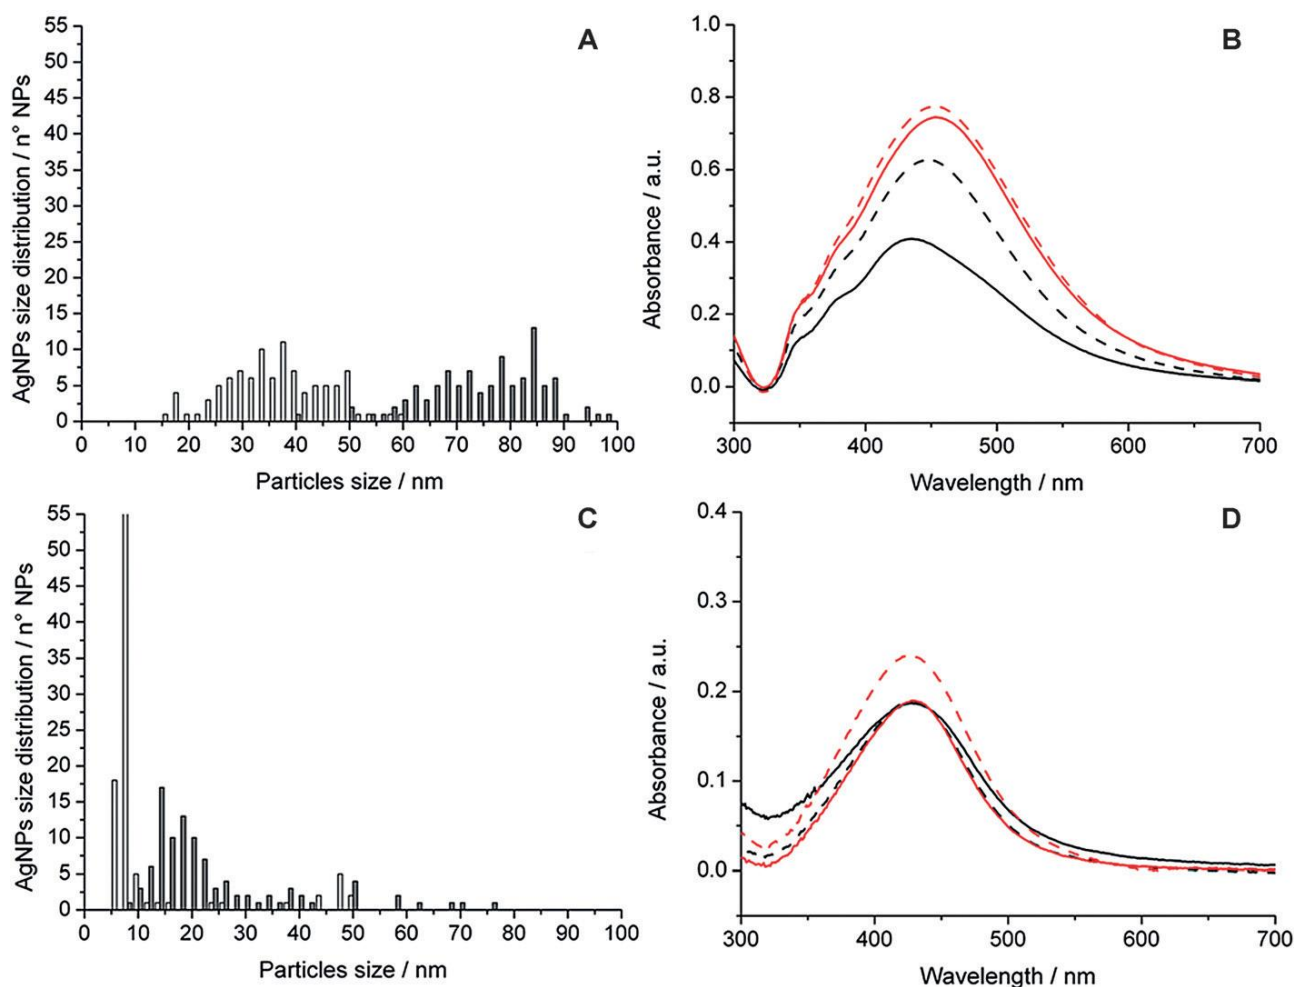 A
AgNPs size distribution / n° NPs
55
50
45
40
35
30
25
20
15
10
5
0
0 10 20 30 40 50 60 70 80 90 100
Particles size / nm
B
Absorbance / a.u.
1.0
0.8
0.6
0.4
0.2
0.0
300 400 500 600 700
Wavelength / nm
C
AgNPs size distribution / n° NPs
55
50
45
40
35
30
25
20
15
10
5
0
0 10 20 30 40 50 60 70 80 90 100
Particles size / nm
D
Absorbance / a.u.
0.4
0.3
0.2
0.1
0.0
300 400 500 600 700
Wavelength / nm